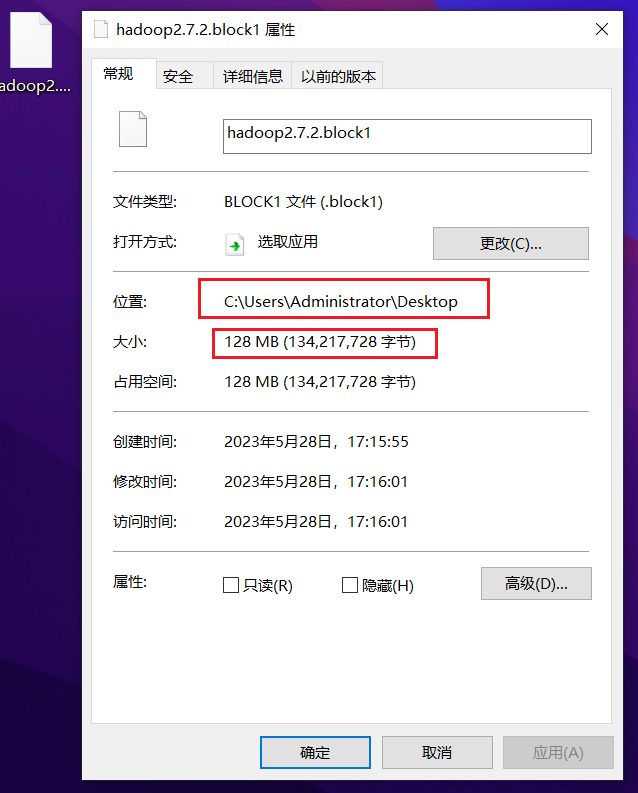 adoop2....
hadoop2.7.2.block1 属性
常规 安全 详细信息 以前的版本
hadoop2.7.2.block1
文件类型: BLOCK1 文件 (.block1)
打开方式: 选取应用 更改(C)...
位置: C:\Users\Administrator\Desktop
大小: 128 MB (134,217,728 字节)
占用空间: 128 MB (134,217,728 字节)
创建时间: 2023年5月28日，17:15:55
修改时间: 2023年5月28日，17:16:01
访问时间: 2023年5月28日，17:16:01
属性: 只读(R) 隐藏(H) 高级(D)...
确定 取消 应用(A)